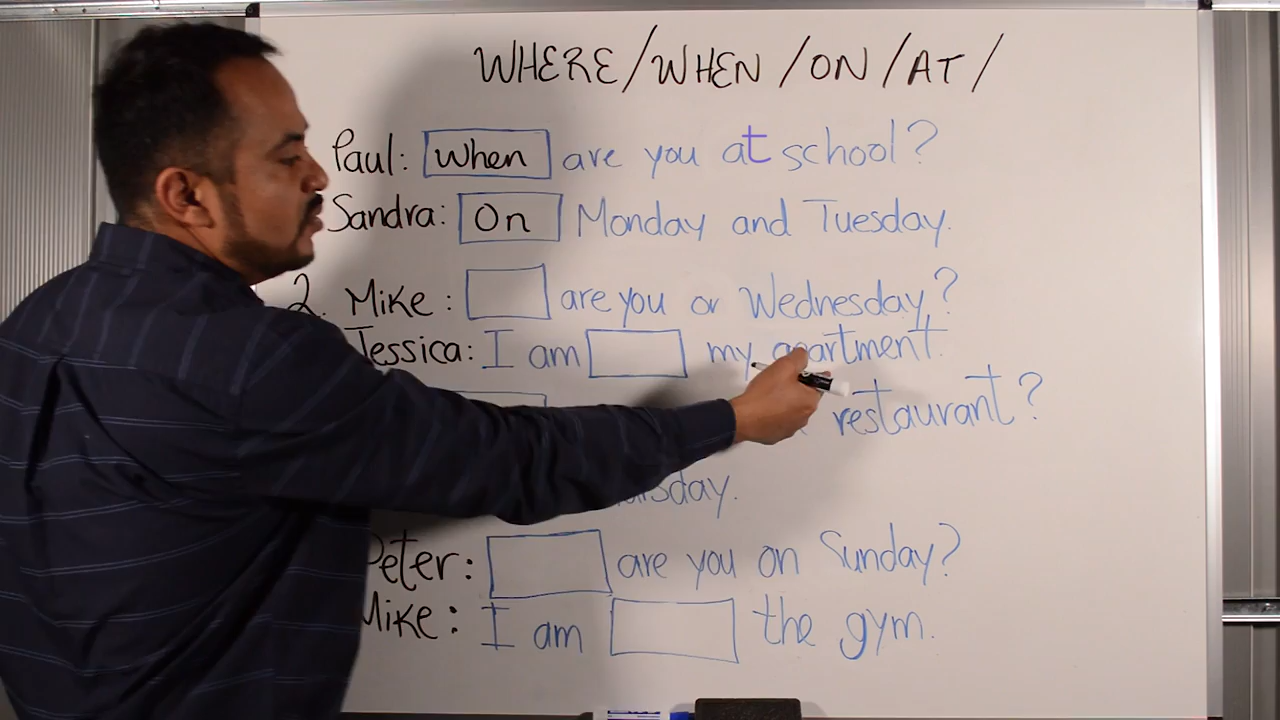 WHERE/WHEN/ON/AT/
Paul: When are you at school?
Sandra: On Monday and Tuesday.
2. Mike: are you or Wednesday?
Jessica: I am my apartment.
restaurant?
Peter: are you on Sunday?
Mike: I am the gym.